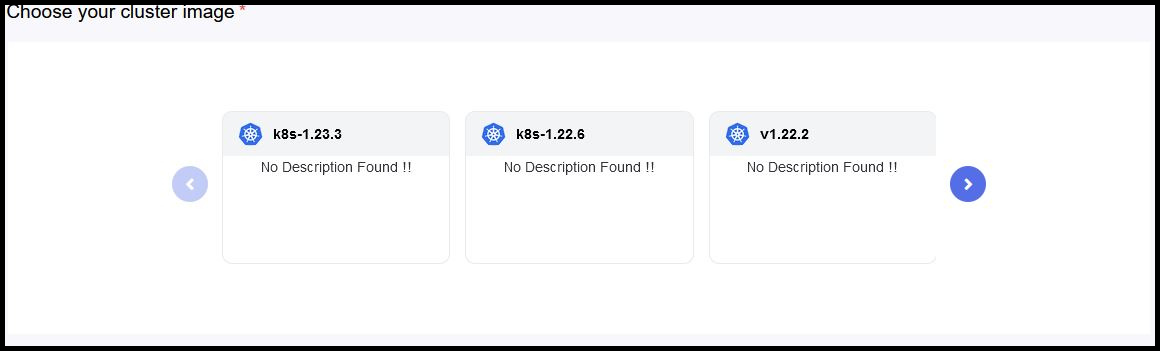 Choose your cluster image *
k8s-1.23.3
No Description Found !!
k8s-1.22.6
No Description Found !!
v1.22.2
No Description Found !!